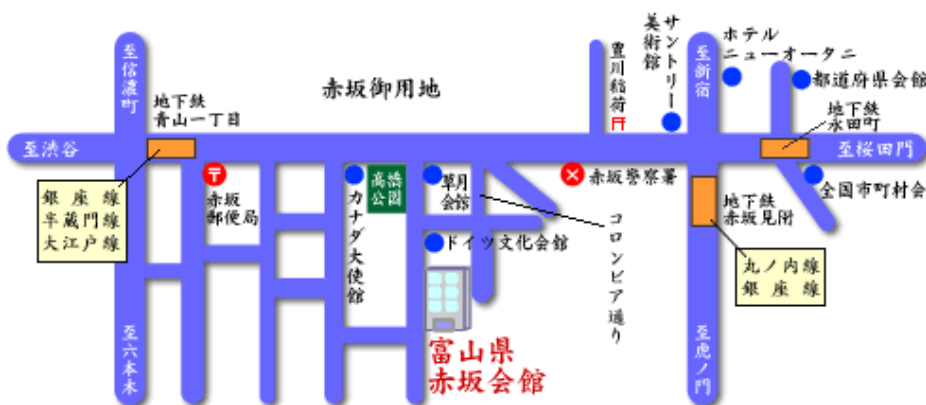 至信濃町
地下鉄
青山一丁目
赤坂御用地
豊川稲荷
サントリー
美術館
至新宿
ホテル
ニューオータニ
都道府県会館
地下鉄
永田町
至渋谷
至桜田門
銀座線
半蔵門線
大江戸線
〒
赤坂
郵便局
カナダ大使館
高橋
公園
草月
会館
赤坂警察署
地下鉄
赤坂見附
全国市町村会
ドイツ文化会館
コロンビア通り
丸ノ内線
銀座線
至六本木
富山県
赤坂会館
至虎ノ門